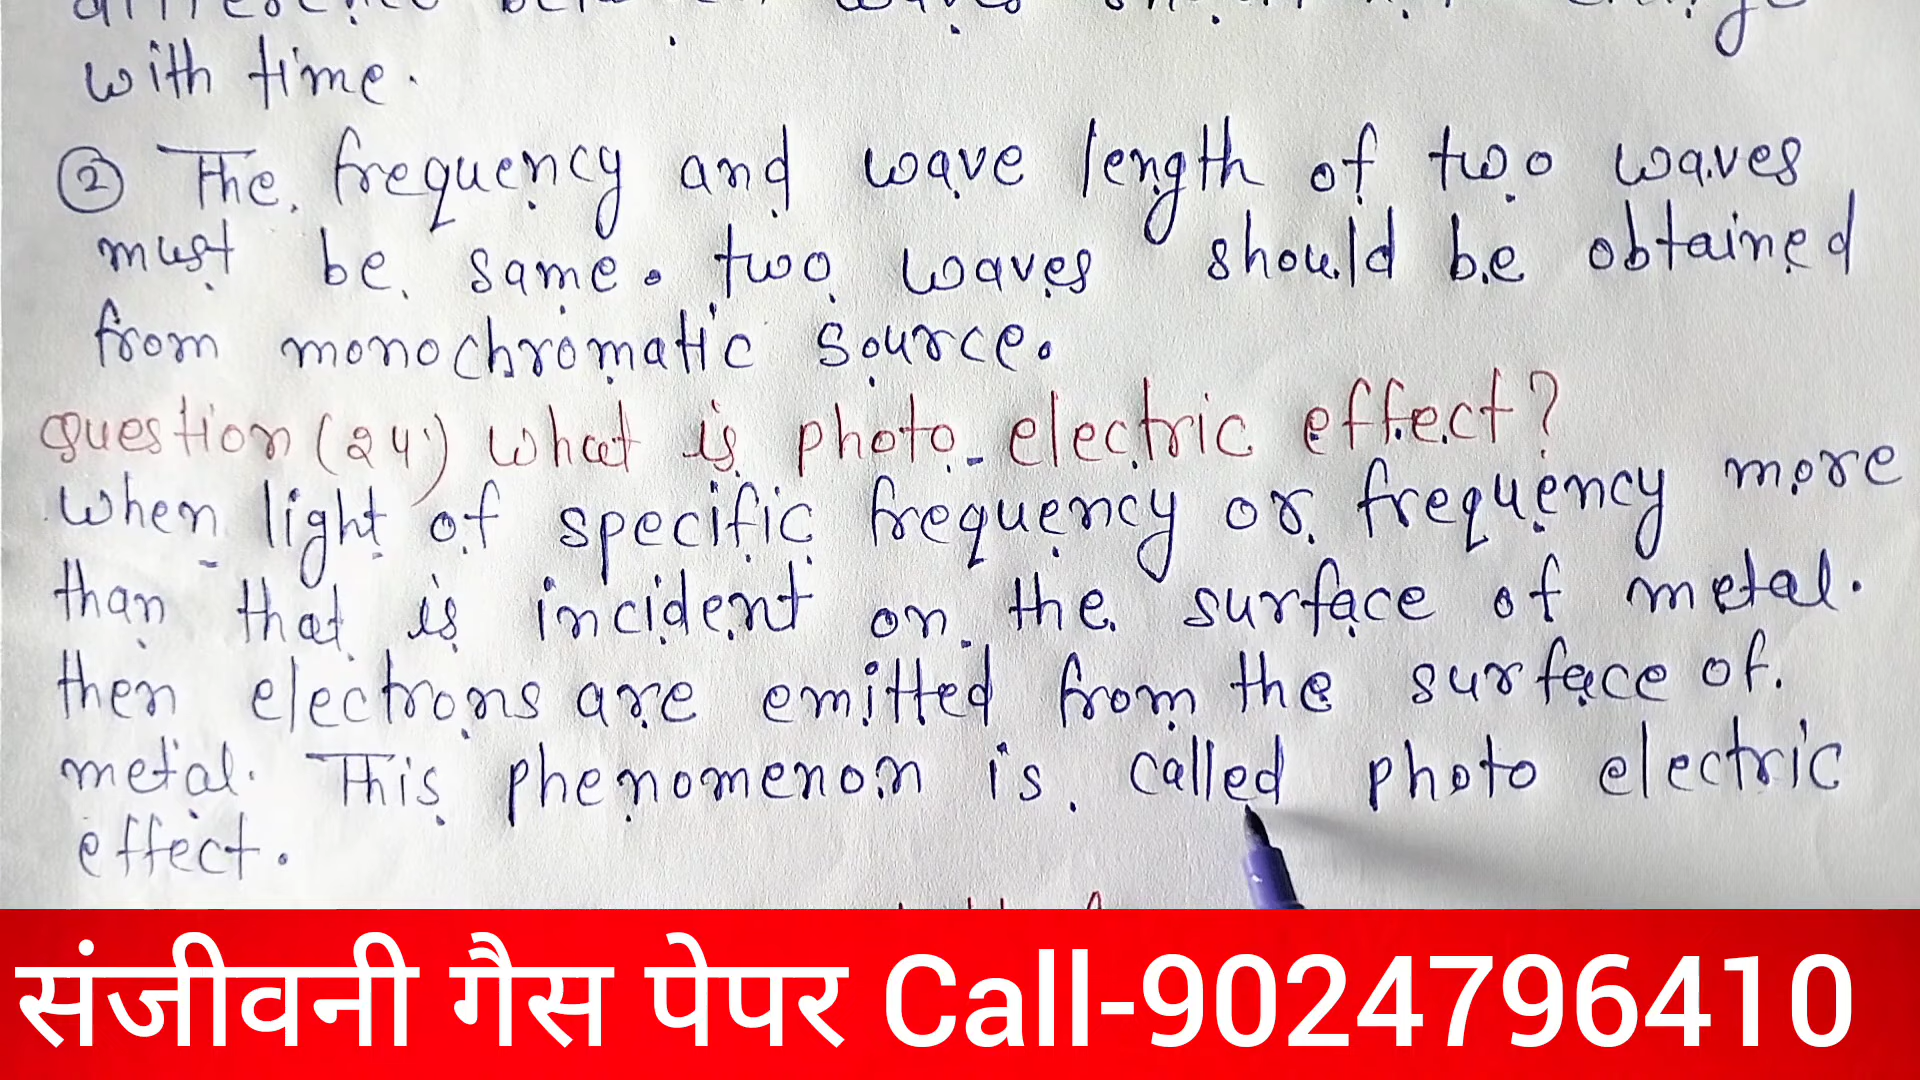 with time.
② The frequency and wave length of two waves
must be same. two waves should be obtained
from monochromatic source.
question (24) what is photo-electric effect?
when light of specific frequency or frequency more
than that is incident on the surface of metal.
then electrons are emitted from the surface of.
metal. This phenomenon is called photo electric
effect.
संजीवनी गैस पेपर Call-9024796410